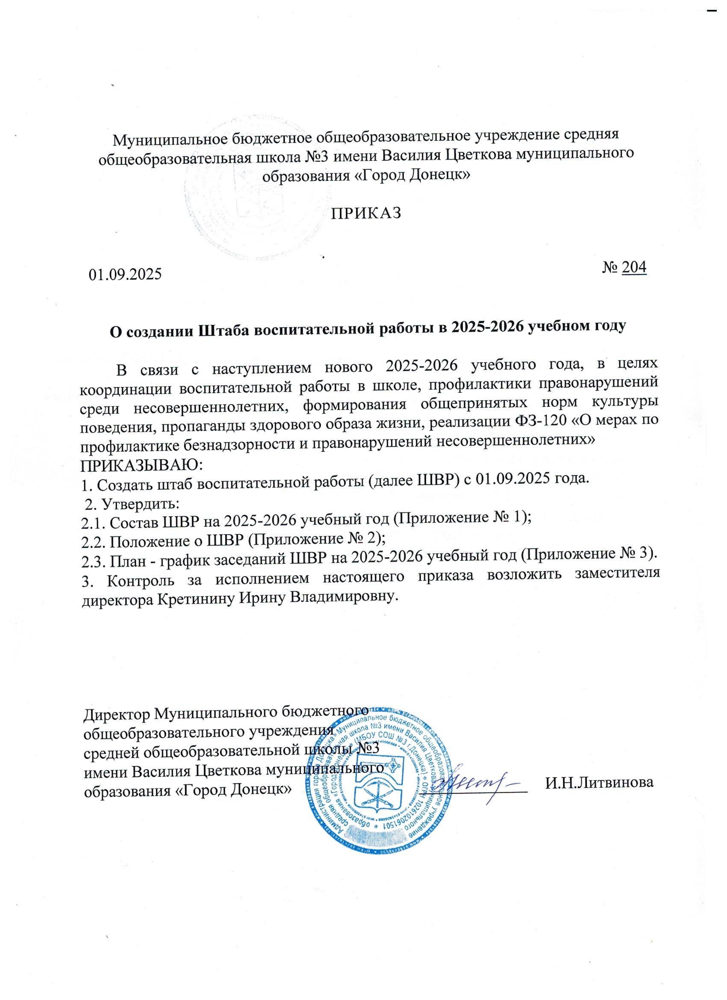 Муниципальное бюджетное общеобразовательное учреждение средняя
общеобразовательная школа №3 имени Василия Цветкова муниципального
образования «Город Донецк»
ПРИКАЗ
01.09.2025 № 204
О создании Штаба воспитательной работы в 2025-2026 учебном году
В связи с наступлением нового 2025-2026 учебного года, в целях
координации воспитательной работы в школе, профилактики правонарушений
среди несовершеннолетних, формирования общепринятых норм культуры
поведения, пропаганды здорового образа жизни, реализации ФЗ-120 «О мерах по
профилактике безнадзорности и правонарушений несовершеннолетних»
ПРИКАЗЫВАЮ:
1. Создать штаб воспитательной работы (далее ШВР) с 01.09.2025 года.
2. Утвердить:
2.1. Состав ШВР на 2025-2026 учебный год (Приложение № 1);
2.2. Положение о ШВР (Приложение № 2);
2.3. План - график заседаний ШВР на 2025-2026 учебный год (Приложение № 3).
3. Контроль за исполнением настоящего приказа возложить заместителя
директора Кретинину Ирину Владимировну.
Директор Муниципального бюджетного
общеобразовательного учреждения
средней общеобразовательной школы №3
имени Василия Цветкова муниципального
образования «Город Донецк» И.Н.Литвинова
Администрация города Донецка * Муниципальное бюджетное общеобразовательное учреждение
средняя общеобразовательная школа №3 имени Василия Цветкова муниципального
образования «Город Донецк» * (МБОУ СОШ №3 г.Донецка) * ОГРН 1026102061501 *